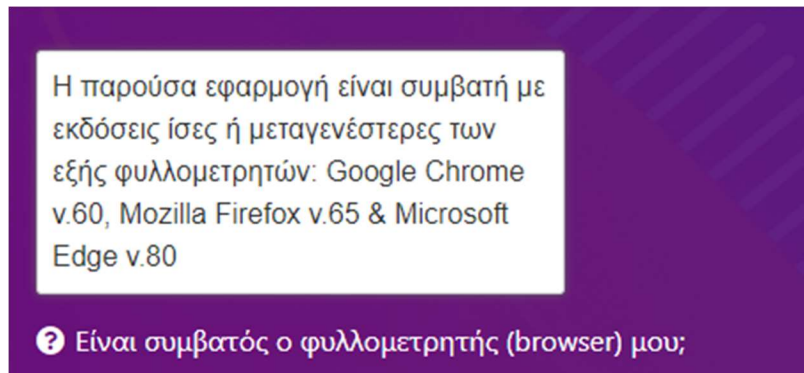 Η παρούσα εφαρμογή είναι συμβατή με
εκδόσεις ίσες ή μεταγενέστερες των
εξής φυλλομετρητών: Google Chrome
v.60, Mozilla Firefox v.65 & Microsoft
Edge v.80
? Είναι συμβατός ο φυλλομετρητής (browser) μου;